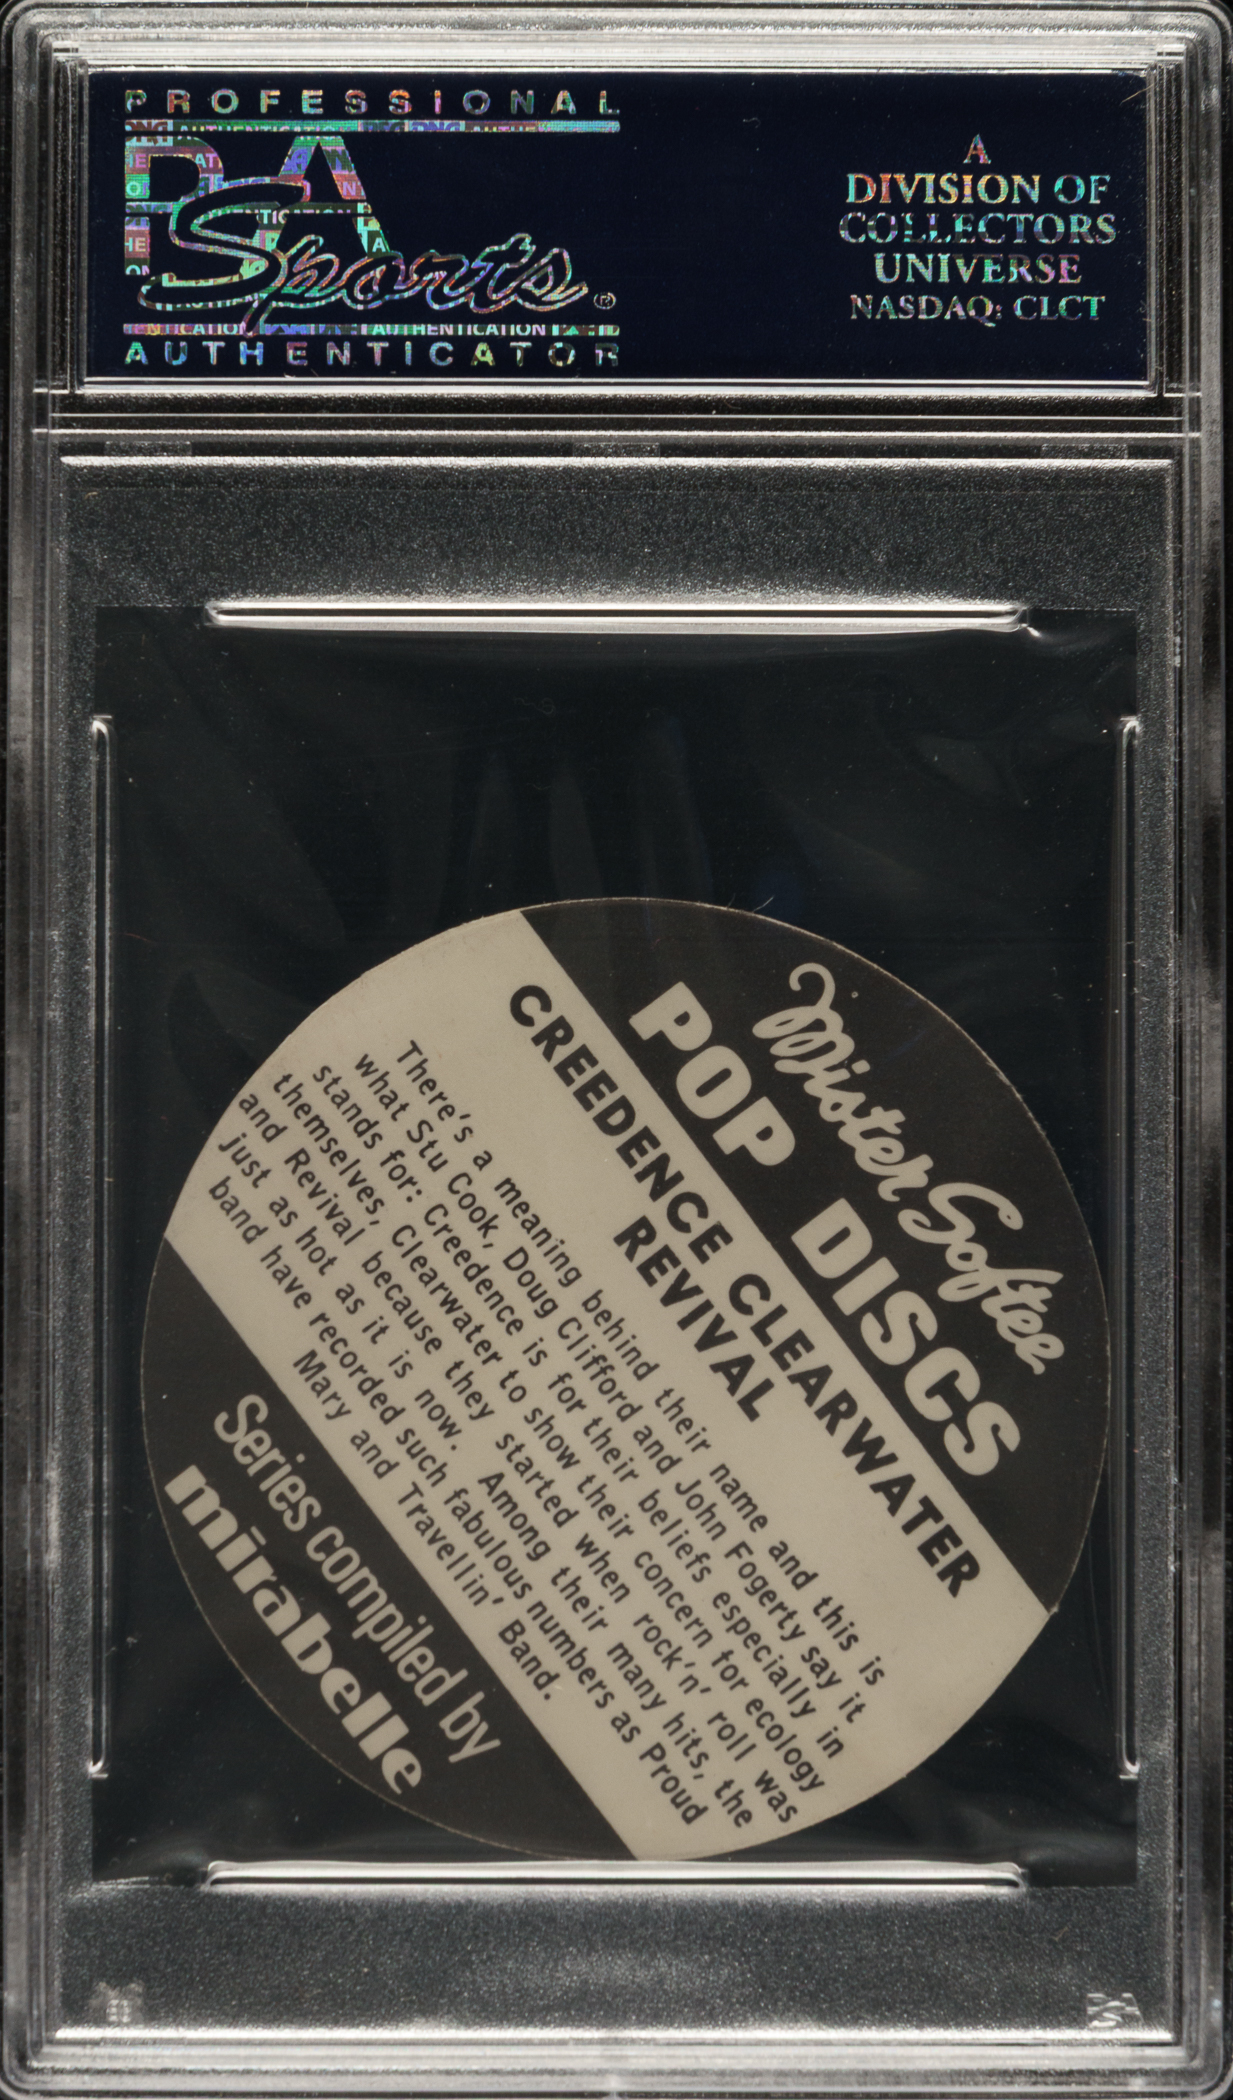 PROFESSIONAL
PSA
Sports®
AUTHENTICATOR
A
DIVISION OF
COLLECTORS
UNIVERSE
NASDAQ: CLCT
Mister Softee
POP DISCS
CREEDENCE CLEARWATER
REVIVAL
There's a meaning behind their name and this is
what Stu Cook, Doug Clifford and John Fogerty say it
stands for: Creedence is for their beliefs especially in
themselves, Clearwater to show their concern for ecology
and Revival because they started when rock'n' roll was
just as hot as it is now. Among their many hits, the
band have recorded such fabulous numbers as Proud
Mary and Travellin' Band.
Series compiled by
mirabelle